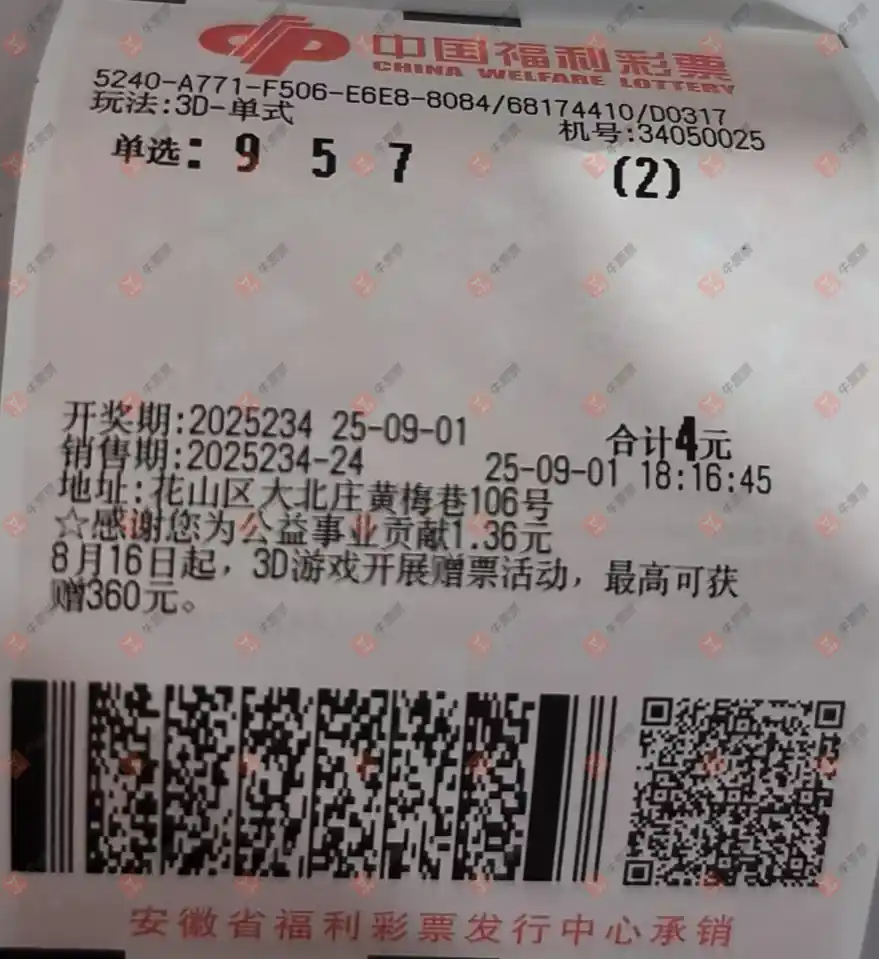 中国福利彩票
CHINA WELFARE LOTTERY
5240-A771-F506-E6E8-8084/68174410/D0317
玩法:3D-单式
机号:34050025
单选: 9 5 7 (2)
开奖期:2025234 25-09-01 合计4元
销售期:2025234-24 25-09-01 18:16:45
地址:花山区大北庄黄梅巷106号
☆感谢您为公益事业贡献1.36元
8月16日起，3D游戏开展赠票活动，最高可获
赠360元。
安徽省福利彩票发行中心承销